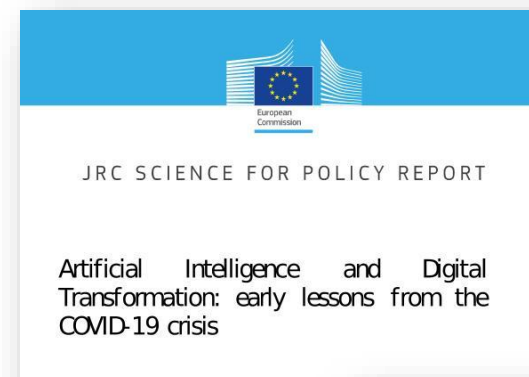 European
Commission
JRC SCIENCE FOR POLICY REPORT
Artificial Intelligence and Digital
Transformation: early lessons from the
COVID-19 crisis